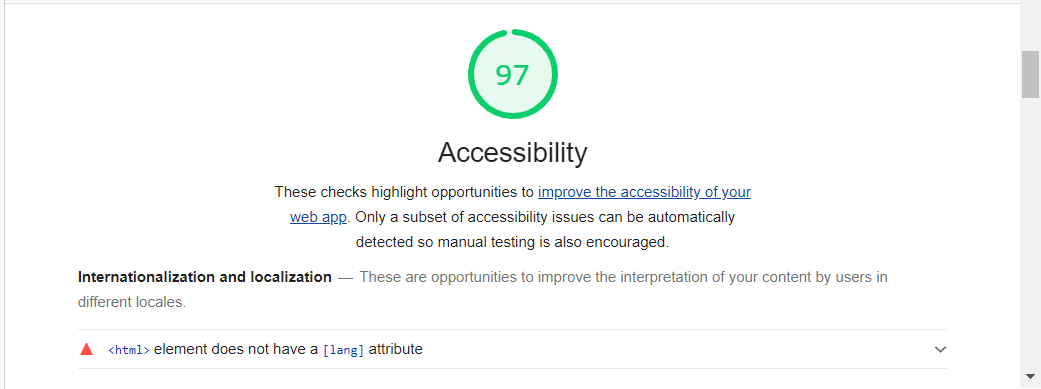 97
Accessibility
These checks highlight opportunities to improve the accessibility of your
web app. Only a subset of accessibility issues can be automatically
detected so manual testing is also encouraged.
Internationalization and localization — These are opportunities to improve the interpretation of your content by users in
different locales.
<html> element does not have a [lang] attribute